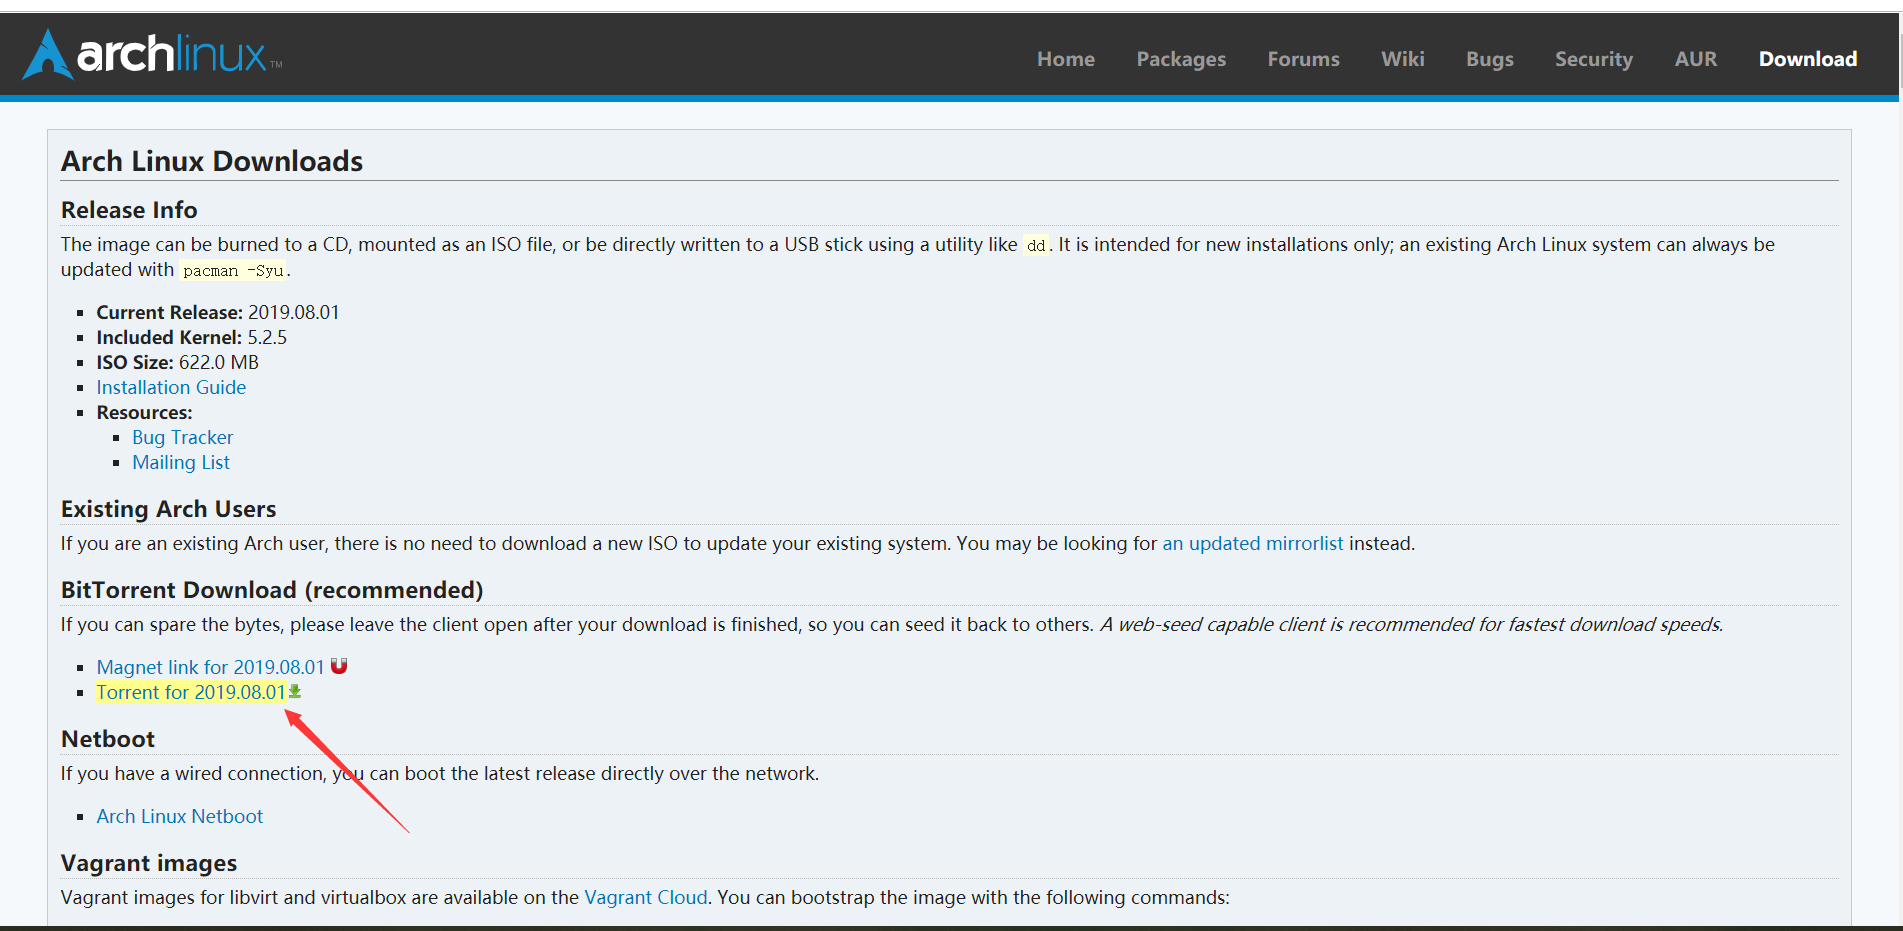 archlinux™
Home Packages Forums Wiki Bugs Security AUR Download
Arch Linux Downloads
Release Info
The image can be burned to a CD, mounted as an ISO file, or be directly written to a USB stick using a utility like dd. It is intended for new installations only; an existing Arch Linux system can always be
updated with pacman -Syu.
Current Release: 2019.08.01
Included Kernel: 5.2.5
ISO Size: 622.0 MB
Installation Guide
Resources:
Bug Tracker
Mailing List
Existing Arch Users
If you are an existing Arch user, there is no need to download a new ISO to update your existing system. You may be looking for an updated mirrorlist instead.
BitTorrent Download (recommended)
If you can spare the bytes, please leave the client open after your download is finished, so you can seed it back to others. A web-seed capable client is recommended for fastest download speeds.
Magnet link for 2019.08.01
Torrent for 2019.08.01
Netboot
If you have a wired connection, you can boot the latest release directly over the network.
Arch Linux Netboot
Vagrant images
Vagrant images for libvirt and virtualbox are available on the Vagrant Cloud. You can bootstrap the image with the following commands: